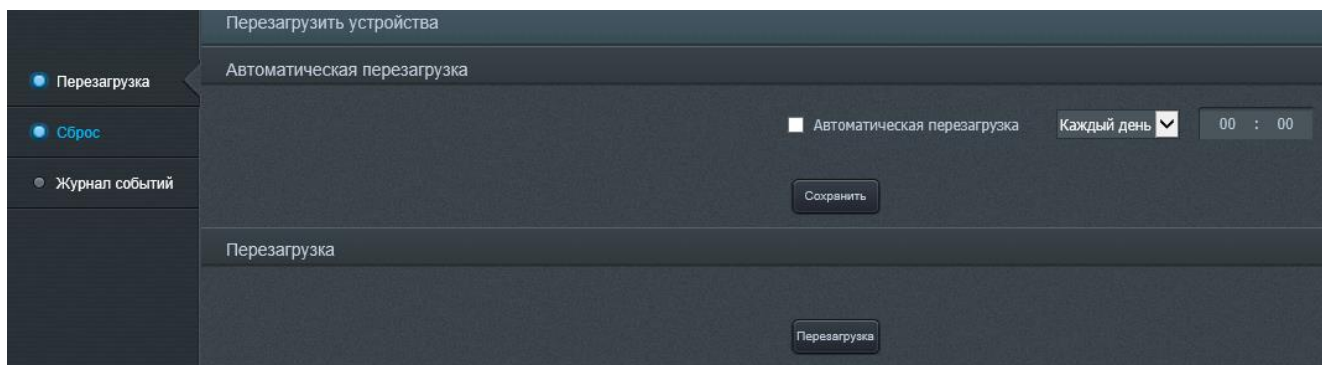 Перезагрузить устройства
Перезагрузка
Сброс
Журнал событий
Автоматическая перезагрузка
Автоматическая перезагрузка Каждый день 00 : 00
Сохранить
Перезагрузка
Перезагрузка